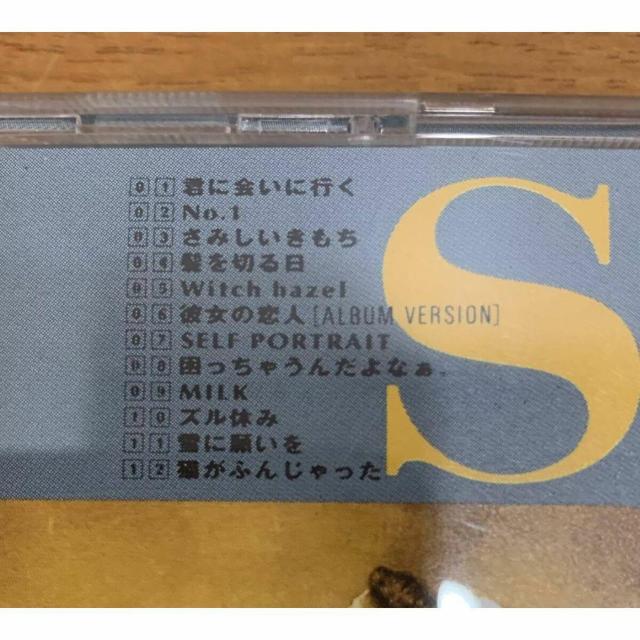 01 君に会いに行く
02 No.1
03 さみしいきもち
04 髪を切る日
05 Witch hazel
06 彼女の恋人[ALBUM VERSION]
07 SELF PORTRAIT
08 困っちゃうんだよなぁ。
09 MILK
10 ズル休み
11 雪に願いを
12 猫がふんじゃった
S